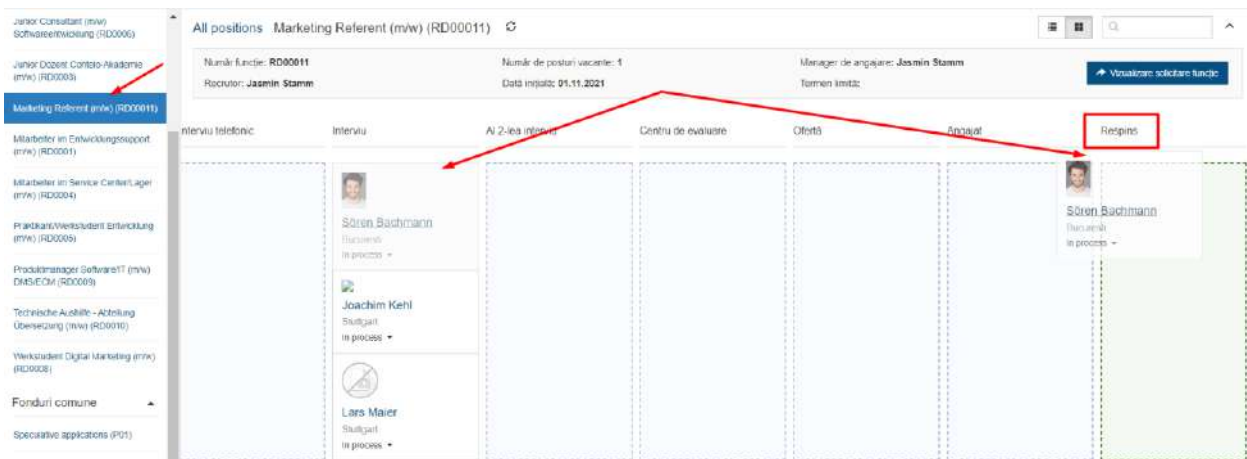 Junior Consultant (m/w)
Softwareentwicklung (RD0006)
Junior Dozent Contelo-Akademie
(m/w) (RD0003)
Marketing Referent (m/w) (RD00011)
Mitarbeiter im Entwicklungssupport
(m/w) (RD0001)
Mitarbeiter im Service Center/Lager
(m/w) (RD0004)
Praktikant/Werkstudent Entwicklung
(m/w) (RD0005)
Produktmanager Software/IT (m/w)
DMS/ECM (RD0009)
Technische Aushilfe - Abteilung
Übersetzung (m/w) (RD0010)
Werkstudent Digital Marketing (m/w)
(RD0008)
Fonduri comune
Speculative applications (P01)
All positions Marketing Referent (m/w) (RD00011)
Număr funcție: RD00011
Recrutor: Jasmin Stamm
Număr de posturi vacante: 1
Dată inițială: 01.11.2021
Manager de angajare: Jasmin Stamm
Termen limită:
Vizualizare solicitare funcție
nterviu telefonic
Interviu
Al 2-lea interviu
Centru de evaluare
Ofertă
Angajat
Respins
Sören Bachmann
București
In process
Joachim Kehl
Stuttgart
In process
Lars Maier
Stuttgart
In process
Sören Bachmann
București
In process